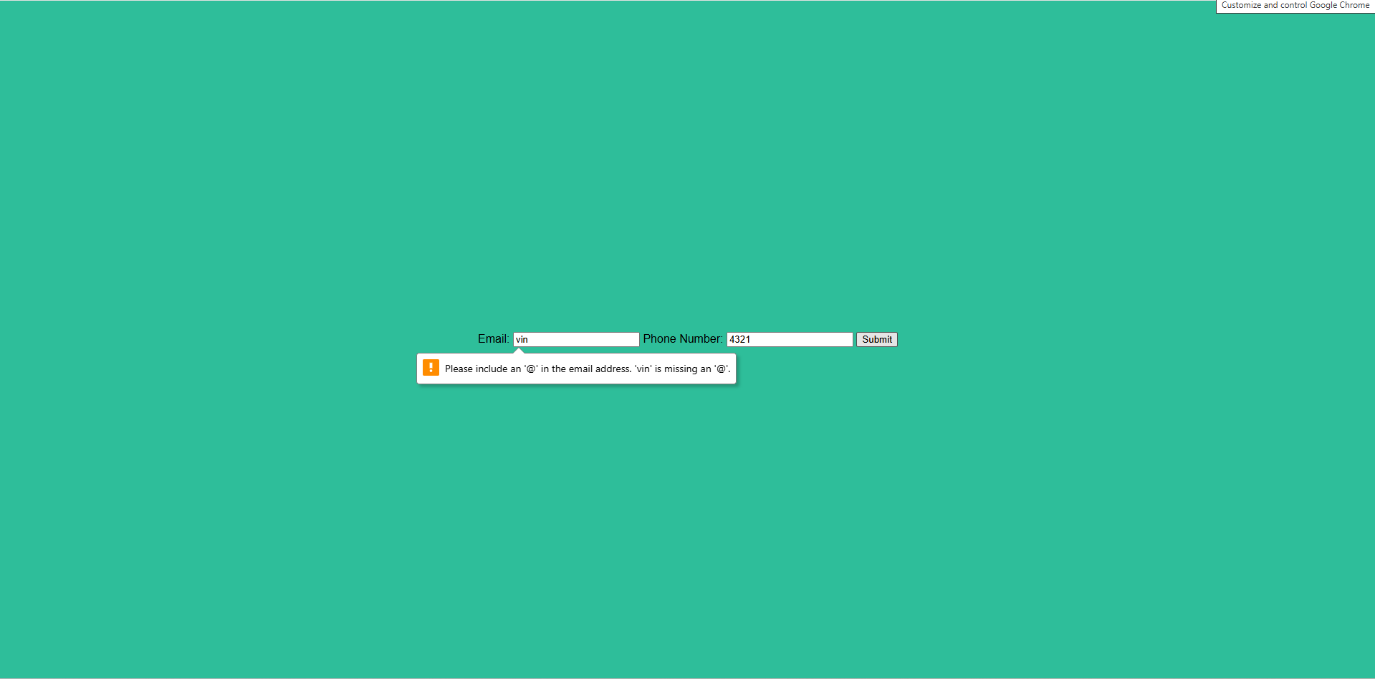 Customize and control Google Chrome
Email: vin Phone Number: 4321 Submit
Please include an '@' in the email address. 'vin' is missing an '@'.